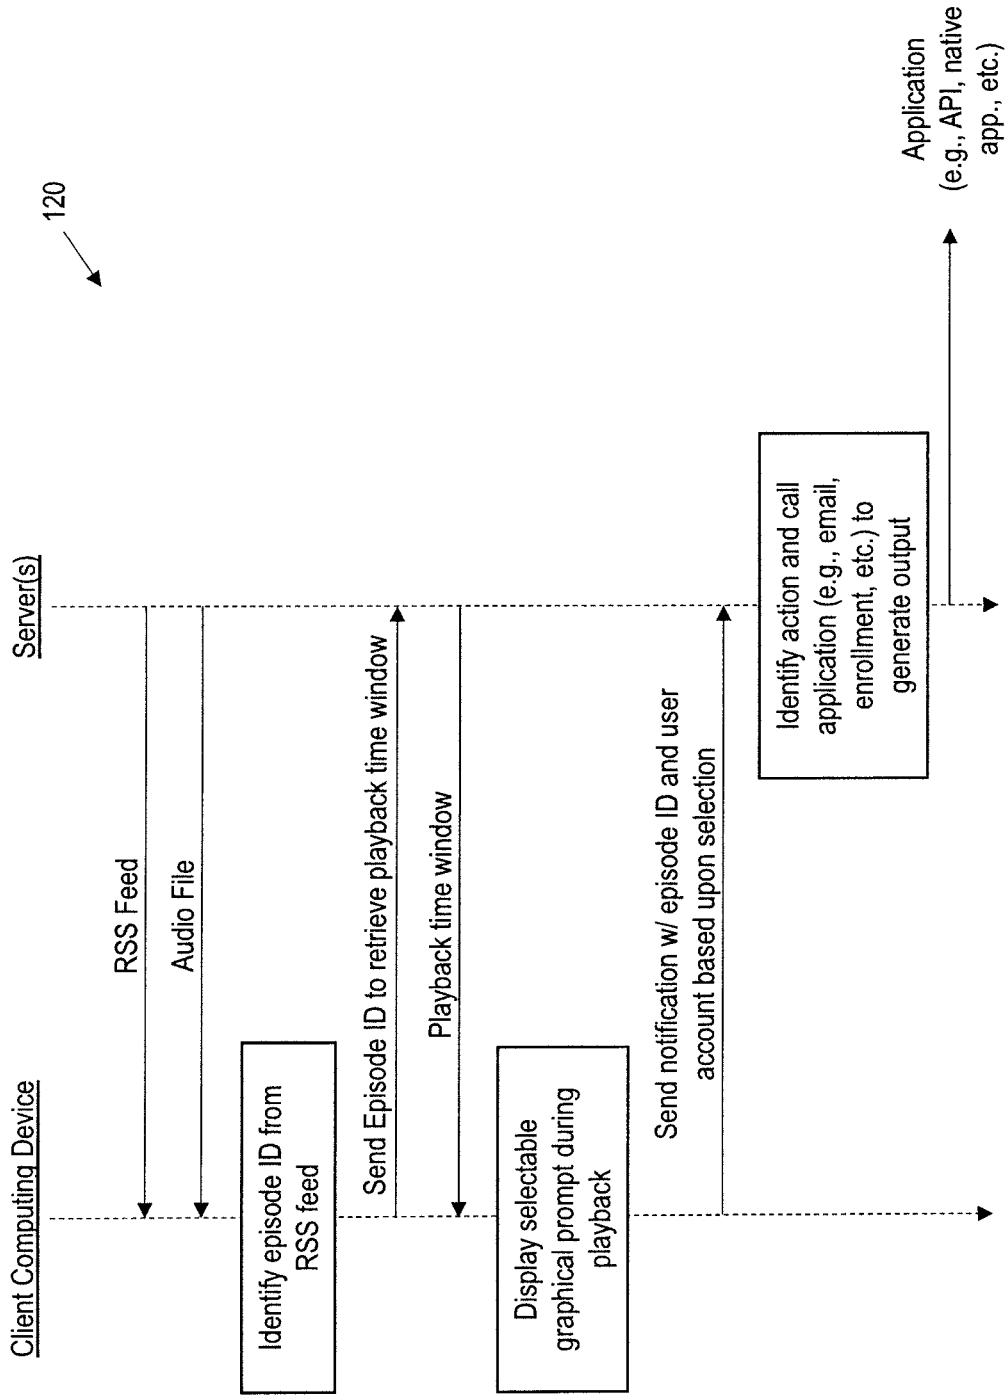 120
Client Computing Device
Server(s)
RSS Feed
Audio File
Identify episode ID from
RSS feed
Send Episode ID to retrieve playback time window
Playback time window
Display selectable
graphical prompt during
playback
Send notification w/ episode ID and user
account based upon selection
Identify action and call
application (e.g., email,
enrollment, etc.) to
generate output
Application
(e.g., API, native
app., etc.)